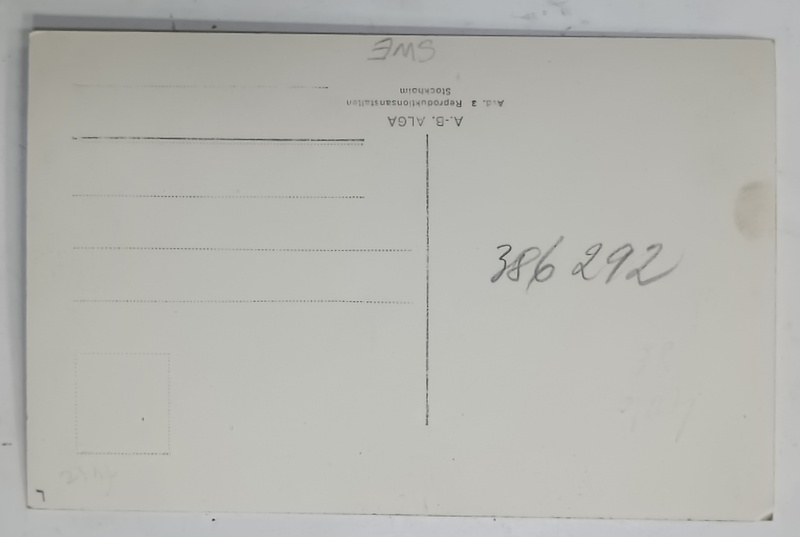 A.-B. ALGA
Avd. 3 Reproduktionsanstalten
Stockholm
SWE
386 292